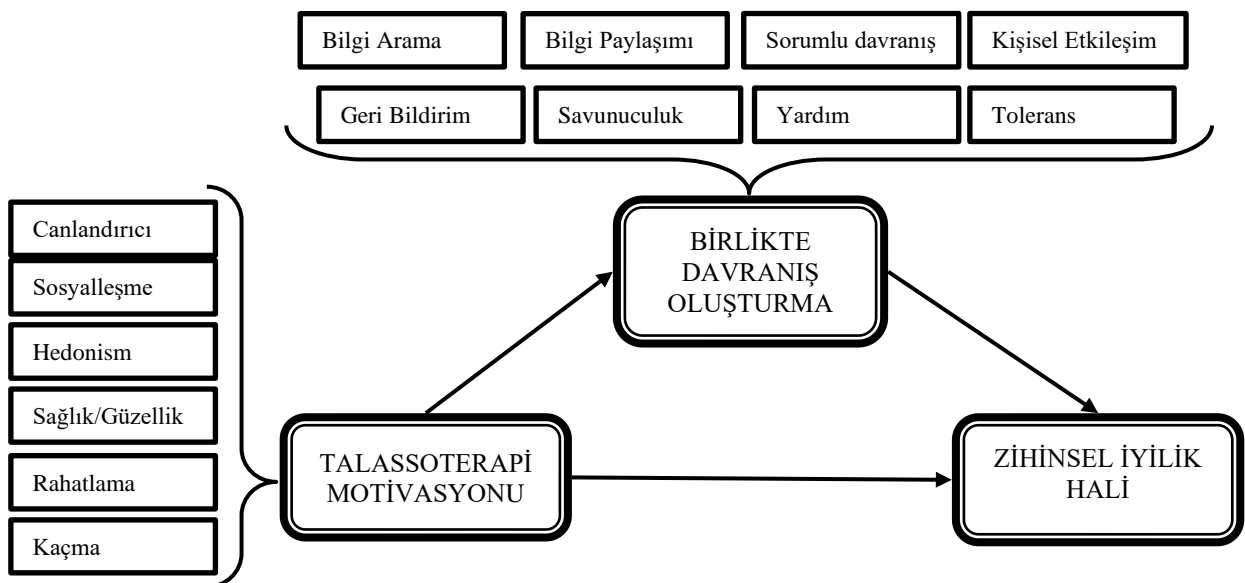 Bilgi Arama
Bilgi Paylaşımı
Sorumlu davranış
Kişisel Etkileşim
Geri Bildirim
Savunuculuk
Yardım
Tolerans
Canlandırıcı
Sosyalleşme
Hedonism
Sağlık/Güzellik
Rahatlama
Kaçma
BİRLİKTE
DAVRANIŞ
OLUŞTURMA
TALASSOTERAPİ
MOTİVASYONU
ZİHİNSEL İYİLİK
HALİ